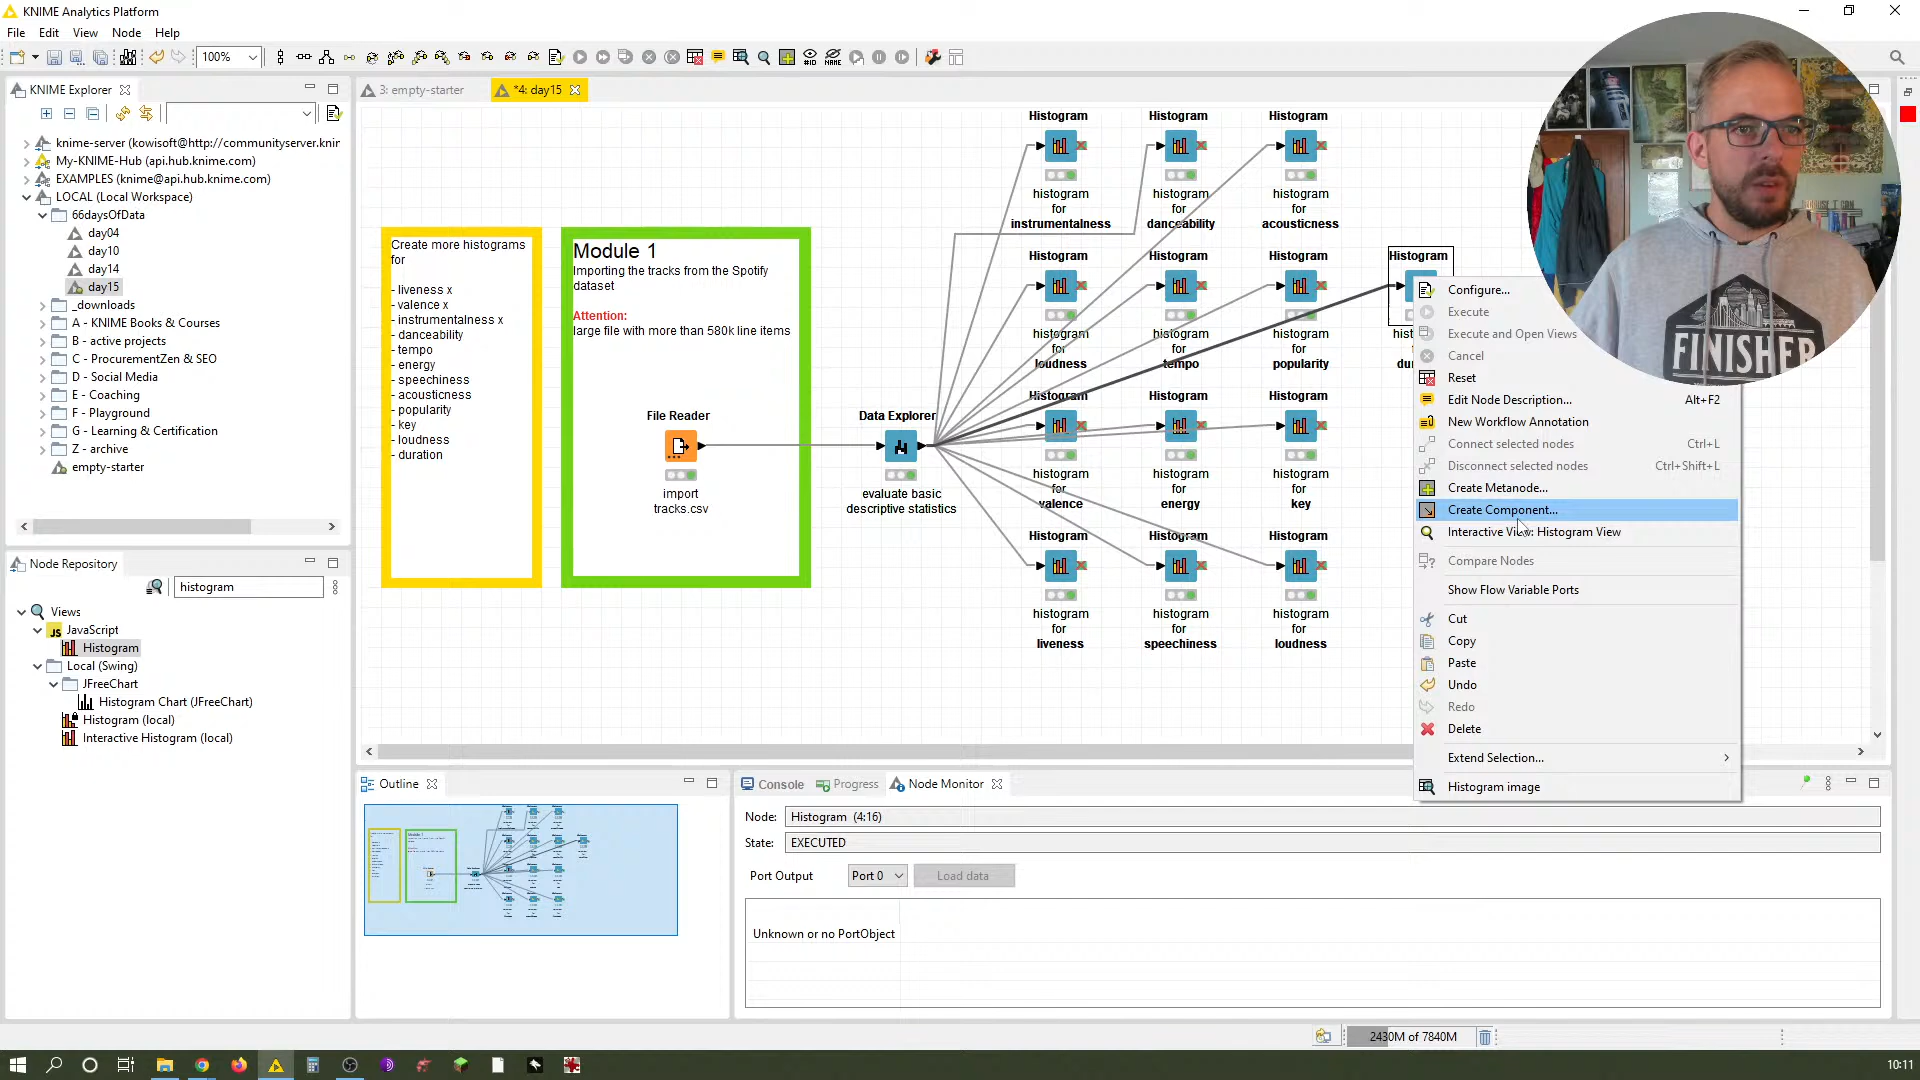 KNIME Analytics Platform
File Edit View Node Help
100%
KNIME Explorer
3: empty-starter
*4: day15
knime-server (kowisoft@http://communityserver.knir
My-KNIME-Hub (api.hub.knime.com)
EXAMPLES (knime@api.hub.knime.com)
LOCAL (Local Workspace)
66daysOfData
day04
day10
day14
day15
_downloads
A - KNIME Books & Courses
B - active projects
C - ProcurementZen & SEO
D - Social Media
E - Coaching
F - Playground
G - Learning & Certification
Z - archive
empty-starter
Node Repository
histogram
Views
JavaScript
Histogram
Local (Swing)
JFreeChart
Histogram Chart (JFreeChart)
Histogram (local)
Interactive Histogram (local)
Create more histograms
for
- liveness x
- valence x
- instrumentalness x
- danceability
- tempo
- energy
- speechiness
- acousticness
- popularity
- key
- loudness
- duration
Module 1
Importing the tracks from the Spotify
dataset
Attention:
large file with more than 580k line items
File Reader
import
tracks.csv
Data Explorer
evaluate basic
descriptive statistics
Histogram Histogram Histogram
histogram histogram histogram
for for for
instrumentalness danceability acousticness
Histogram Histogram Histogram Histogram
histogram histogram histogram
for for for
loudness tempo popularity
Histogram Histogram Histogram
histogram histogram histogram
for for for
valence energy key
Histogram Histogram Histogram
histogram histogram histogram
for for for
liveness speechiness loudness
Configure...
Execute
Execute and Open Views
Cancel
Reset
Edit Node Description... Alt+F2
New Workflow Annotation
Connect selected nodes Ctrl+L
Disconnect selected nodes Ctrl+Shift+L
Create Metanode...
Create Component...
Interactive View: Histogram View
Compare Nodes
Show Flow Variable Ports
Cut
Copy
Paste
Undo
Redo
Delete
Extend Selection...
Histogram image
FINISHER
Outline
Console Progress Node Monitor
Node: Histogram (4:16)
State: EXECUTED
Port Output Port 0 Load data
Unknown or no PortObject
2430M of 7840M
10:11